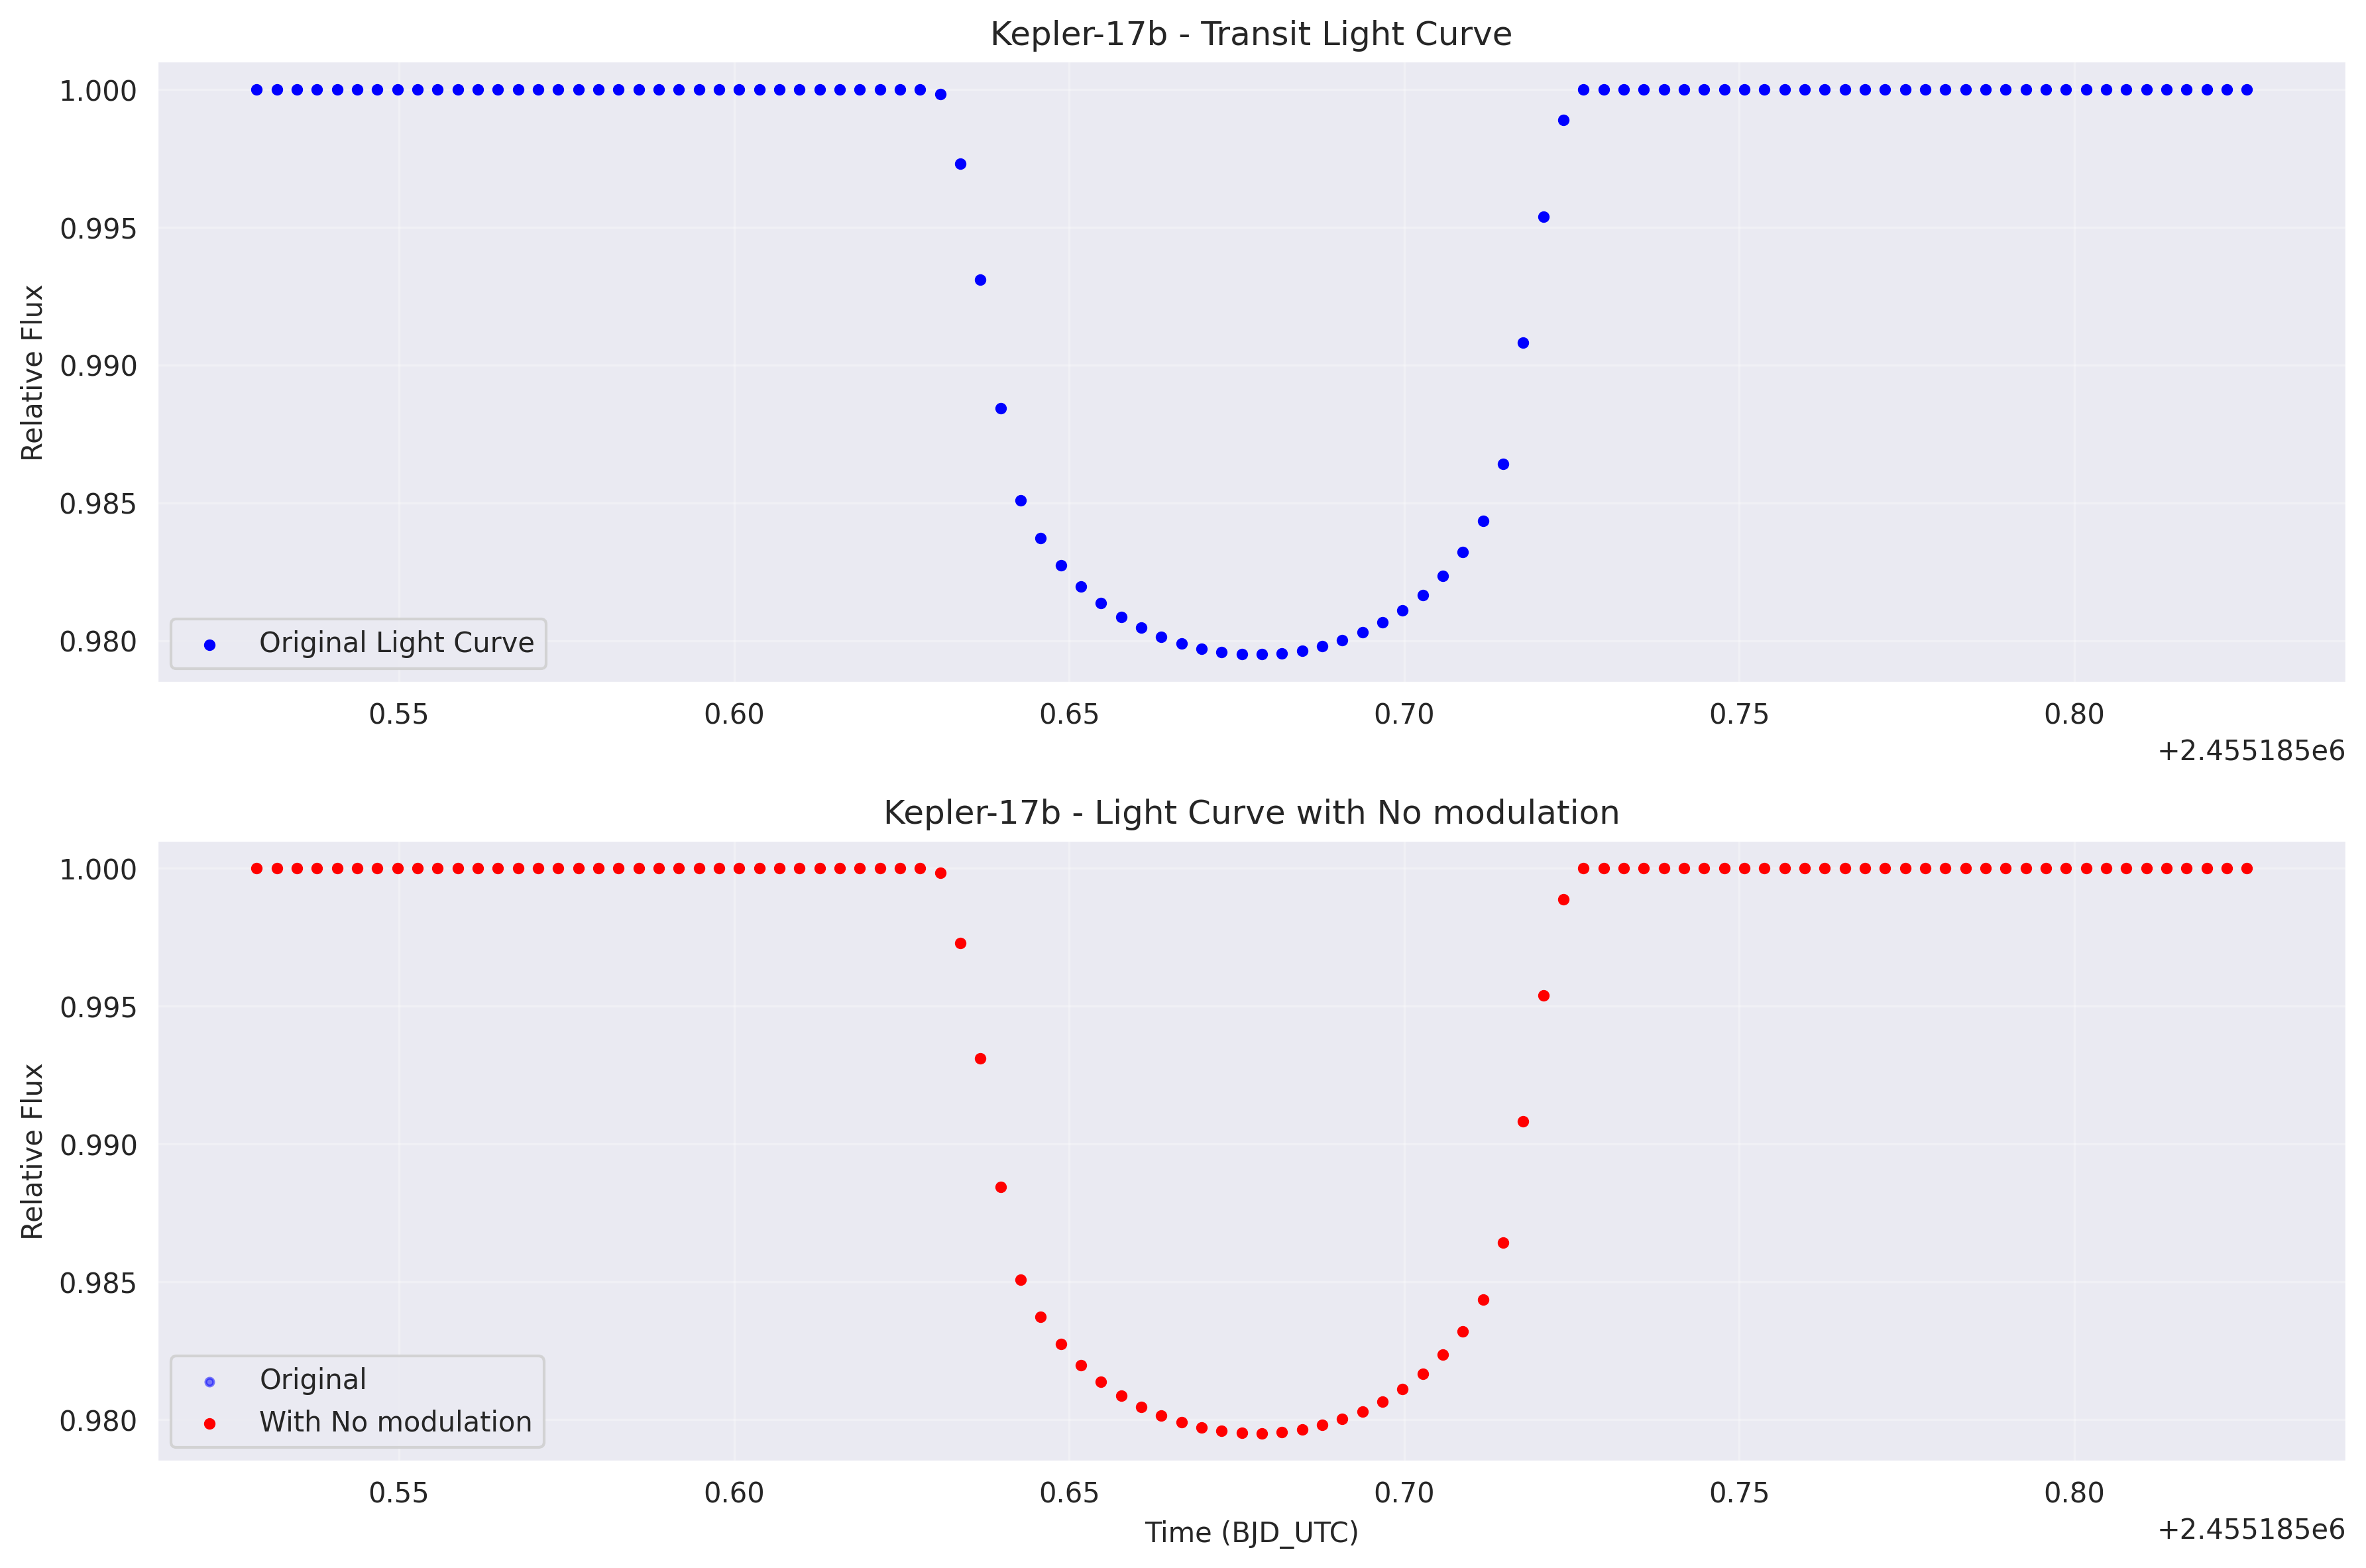 Kepler-17b - Transit Light Curve
1.000
0.995
0.990
0.985
0.980
Relative Flux
Original Light Curve
0.55 0.60 0.65 0.70 0.75 0.80
+2.455185e6
Kepler-17b - Light Curve with No modulation
1.000
0.995
0.990
0.985
0.980
Relative Flux
Original
With No modulation
0.55 0.60 0.65 0.70 0.75 0.80
Time (BJD_UTC)
+2.455185e6